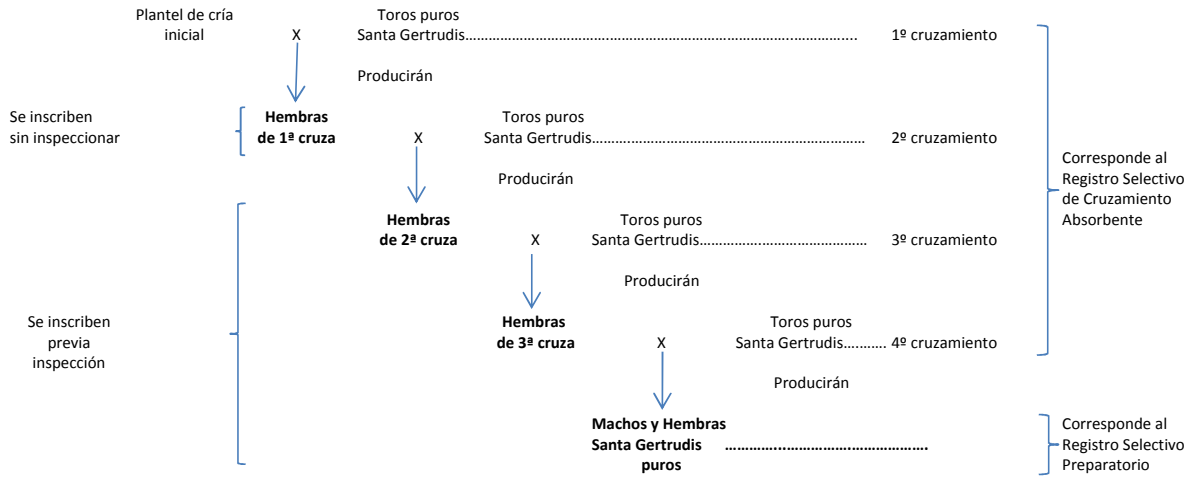 Plantel de cría Toros puros
inicial X Santa Gertrudis……………………………………………………………………………….... 1º cruzamiento
Producirán
Se inscriben Hembras Toros puros
sin inspeccionar de 1ª cruza X Santa Gertrudis…………………………………………………………… 2º cruzamiento
Corresponde al
Producirán Registro Selectivo
de Cruzamiento
Hembras Toros puros Absorbente
de 2ª cruza X Santa Gertrudis……………………………………… 3º cruzamiento
Producirán
Se inscriben Hembras Toros puros
previa de 3ª cruza X Santa Gertrudis………. 4º cruzamiento
inspección
Producirán
Machos y Hembras Corresponde al
Santa Gertrudis ………………………………………………. Registro Selectivo
puros Preparatorio